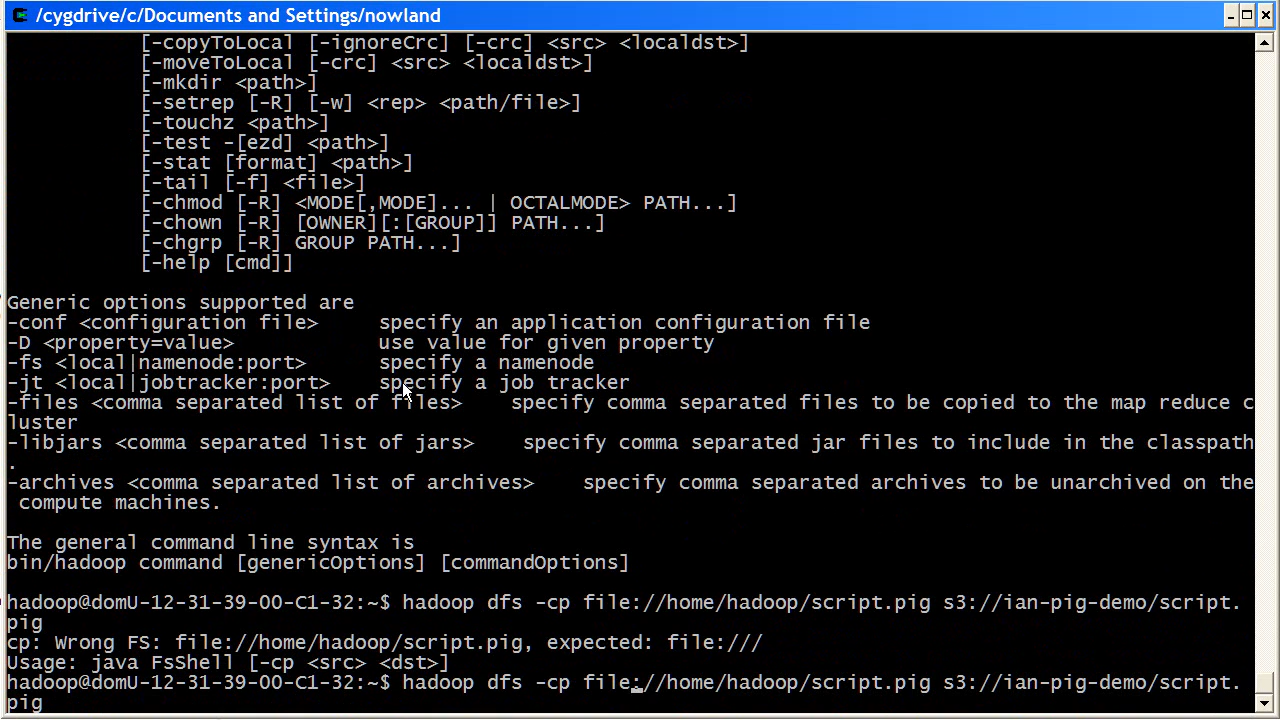 /cygdrive/c/Documents and Settings/nowland
[-copyToLocal [-ignoreCrc] [-crc] <src> <localdst>]
[-moveToLocal [-crc] <src> <localdst>]
[-mkdir <path>]
[-setrep [-R] [-w] <rep> <path/file>]
[-touchz <path>]
[-test -[ezd] <path>]
[-stat [format] <path>]
[-tail [-f] <file>]
[-chmod [-R] <MODE[,MODE]... | OCTALMODE> PATH...]
[-chown [-R] [OWNER][:[GROUP]] PATH...]
[-chgrp [-R] GROUP PATH...]
[-help [cmd]]
Generic options supported are
-conf <configuration file>     specify an application configuration file
-D <property=value>            use value for given property
-fs <local|namenode:port>      specify a namenode
-jt <local|jobtracker:port>    specify a job tracker
-files <comma separated list of files>    specify comma separated files to be copied to the map reduce c
luster
-libjars <comma separated list of jars>    specify comma separated jar files to include in the classpath
.
-archives <comma separated list of archives>    specify comma separated archives to be unarchived on the
 compute machines.
The general command line syntax is
bin/hadoop command [genericOptions] [commandOptions]
hadoop@domU-12-31-39-00-C1-32:~$ hadoop dfs -cp file://home/hadoop/script.pig s3://ian-pig-demo/script.
pig
cp: Wrong FS: file://home/hadoop/script.pig, expected: file:///
Usage: java FsShell [-cp <src> <dst>]
hadoop@domU-12-31-39-00-C1-32:~$ hadoop dfs -cp file://home/hadoop/script.pig s3://ian-pig-demo/script.
pig